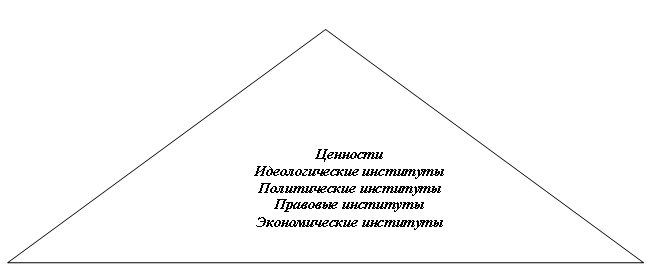 Ценности
Идеологические институты
Политические институты
Правовые институты
Экономические институты